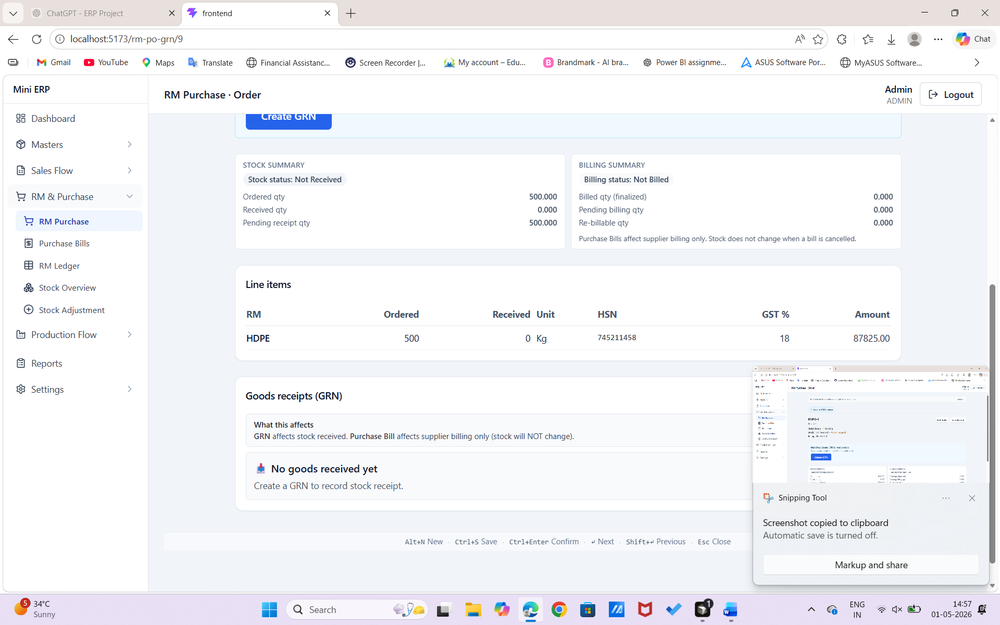 ChatGPT - ERP Project
frontend
localhost:5173/rm-po-grn/9
Chat
Gmail
YouTube
Maps
Translate
Financial Assistanc...
Screen Recorder |...
My account – Edu...
Brandmark - AI bra...
Power BI assignme...
ASUS Software Por...
MyASUS Software...
Mini ERP
RM Purchase · Order
Admin
ADMIN
Logout
Dashboard
Masters
Sales Flow
RM & Purchase
RM Purchase
Purchase Bills
RM Ledger
Stock Overview
Stock Adjustment
Production Flow
Reports
Settings
Create GRN
STOCK SUMMARY
Stock status: Not Received
Ordered qty 500.000
Received qty 0.000
Pending receipt qty 500.000
BILLING SUMMARY
Billing status: Not Billed
Billed qty (finalized) 0.000
Pending billing qty 0.000
Re-billable qty 0.000
Purchase Bills affect supplier billing only. Stock does not change when a bill is cancelled.
Line items
RM Ordered Received Unit HSN GST % Amount
HDPE 500 0 Kg 745211458 18 87825.00
Goods receipts (GRN)
What this affects
GRN affects stock received. Purchase Bill affects supplier billing only (stock will NOT change).
No goods received yet
Create a GRN to record stock receipt.
Alt+N New · Ctrl+S Save · Ctrl+Enter Confirm · ↵ Next · Shift+↵ Previous · Esc Close
RM Purchase Order
RMPO-9
Create GRN
Snipping Tool
Screenshot copied to clipboard
Automatic save is turned off.
Markup and share
5
34°C
Sunny
Search
1
ENG
IN
14:57
01-05-2026